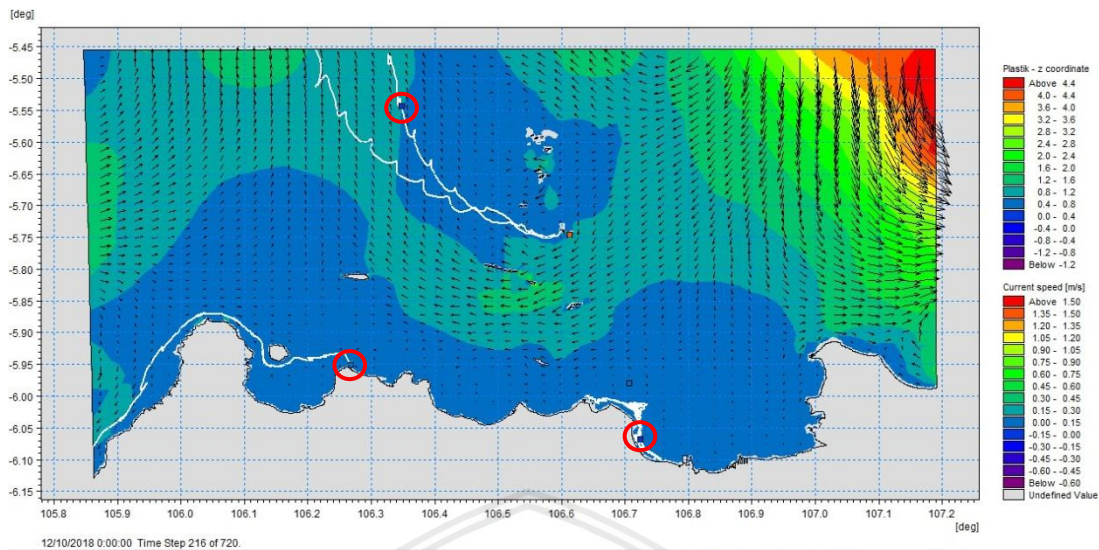 [deg]
-5.45
-5.50
-5.55
-5.60
-5.65
-5.70
-5.75
-5.80
-5.85
-5.90
-5.95
-6.00
-6.05
-6.10
-6.15
105.8 105.9 106.0 106.1 106.2 106.3 106.4 106.5 106.6 106.7 106.8 106.9 107.0 107.1 107.2
[deg]
12/10/2018 0:00:00 Time Step 216 of 720.
Plastik - z coordinate
Above 4.4
4.0 - 4.4
3.6 - 4.0
3.2 - 3.6
2.8 - 3.2
2.4 - 2.8
2.0 - 2.4
1.6 - 2.0
1.2 - 1.6
0.8 - 1.2
0.4 - 0.8
0.0 - 0.4
-0.4 - 0.0
-0.8 - -0.4
-1.2 - -0.8
Below -1.2
Current speed [m/s]
Above 1.50
1.35 - 1.50
1.20 - 1.35
1.05 - 1.20
0.90 - 1.05
0.75 - 0.90
0.60 - 0.75
0.45 - 0.60
0.30 - 0.45
0.15 - 0.30
0.00 - 0.15
-0.15 - 0.00
-0.30 - -0.15
-0.45 - -0.30
-0.60 - -0.45
Below -0.60
Undefined Value